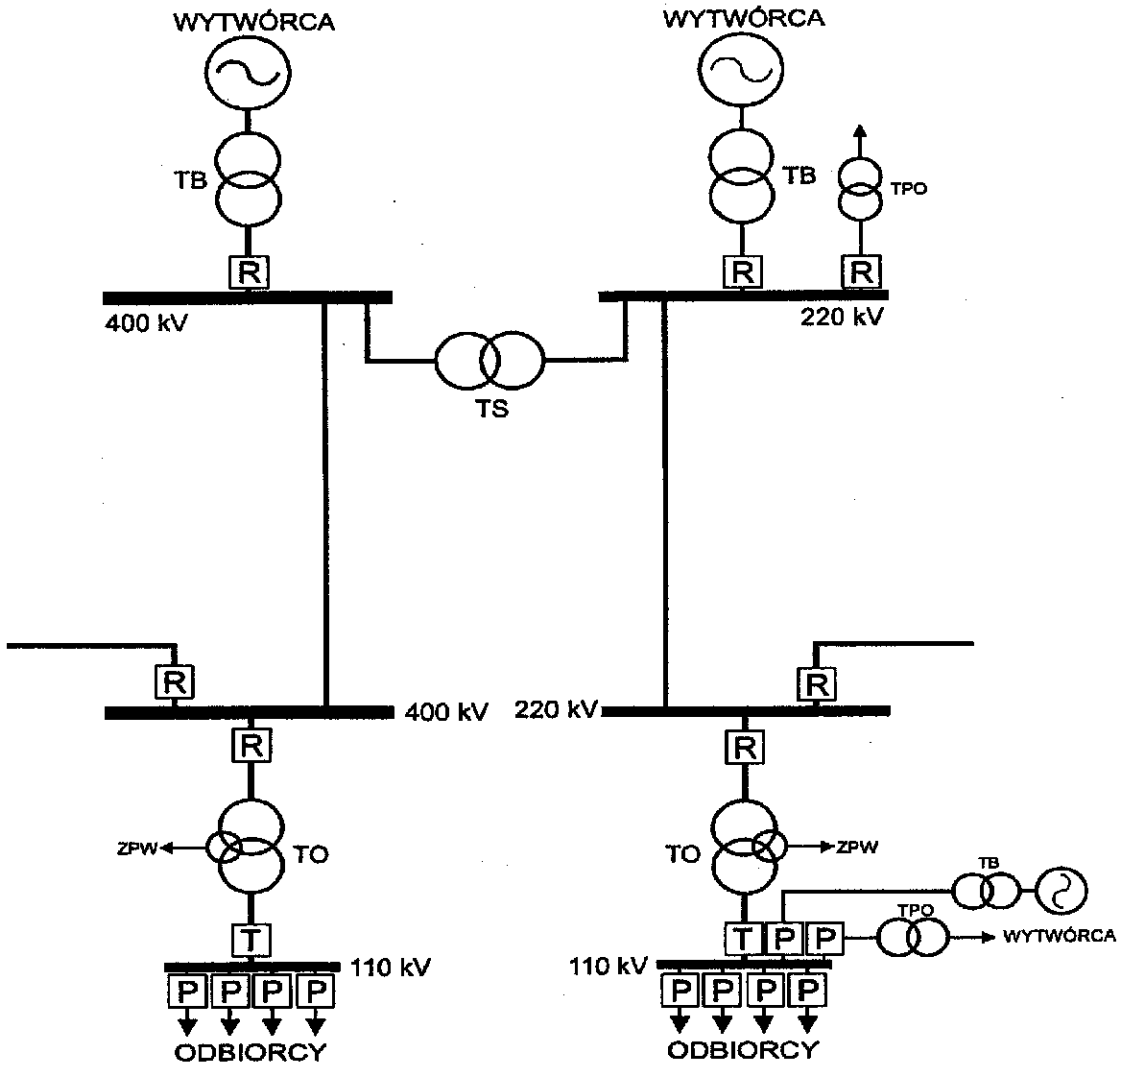 WYTWÓRCA
WYTWÓRCA
TB
TB
TPO
R
R
R
400 kV
220 kV
TS
R
R
400 kV
220 kV
R
R
ZPW
TO
TO
ZPW
TB
TPO
T
T
P
P
WYTWÓRCA
110 kV
110 kV
P
P
P
P
P
P
P
P
ODBIORCY
ODBIORCY